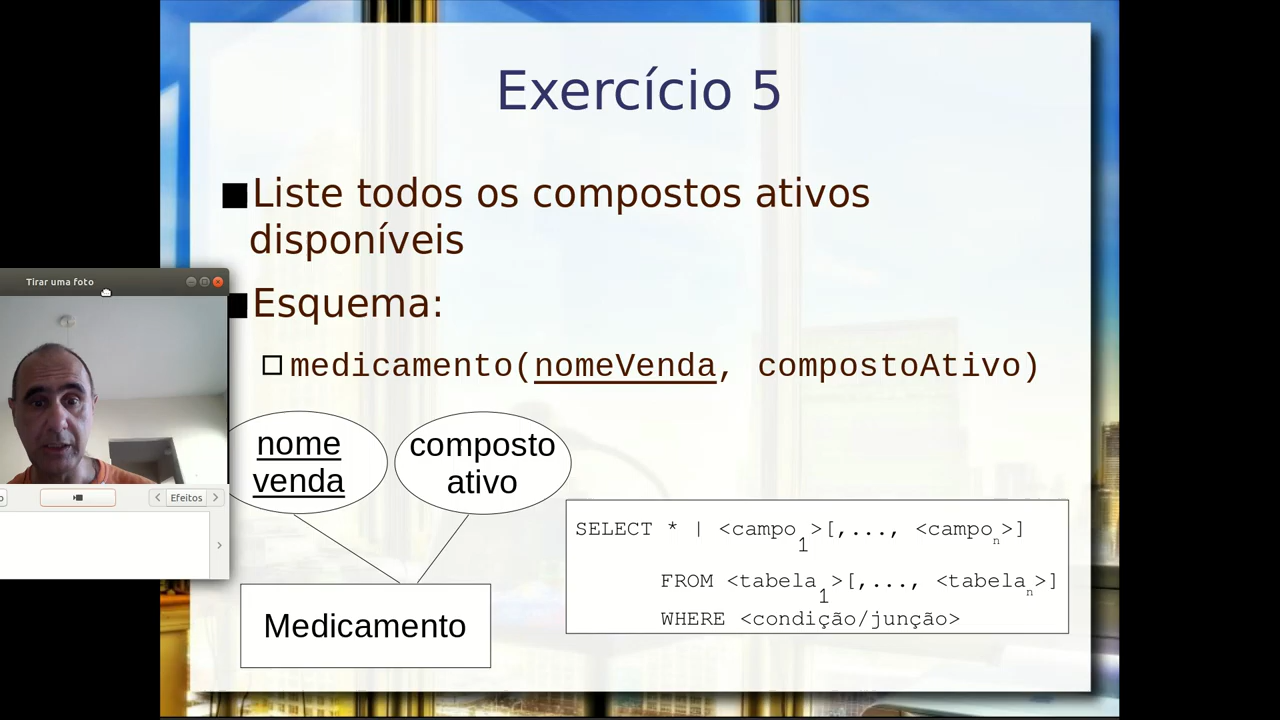 Exercício 5
■Liste todos os compostos ativos
disponíveis
■Esquema:
□medicamento(nomeVenda, compostoAtivo)
Tirar uma foto
Efeitos
nome
venda
composto
ativo
Medicamento
SELECT * | <campo1>[,..., <campon>]
FROM <tabela1>[,..., <tabelan>]
WHERE <condição/junção>